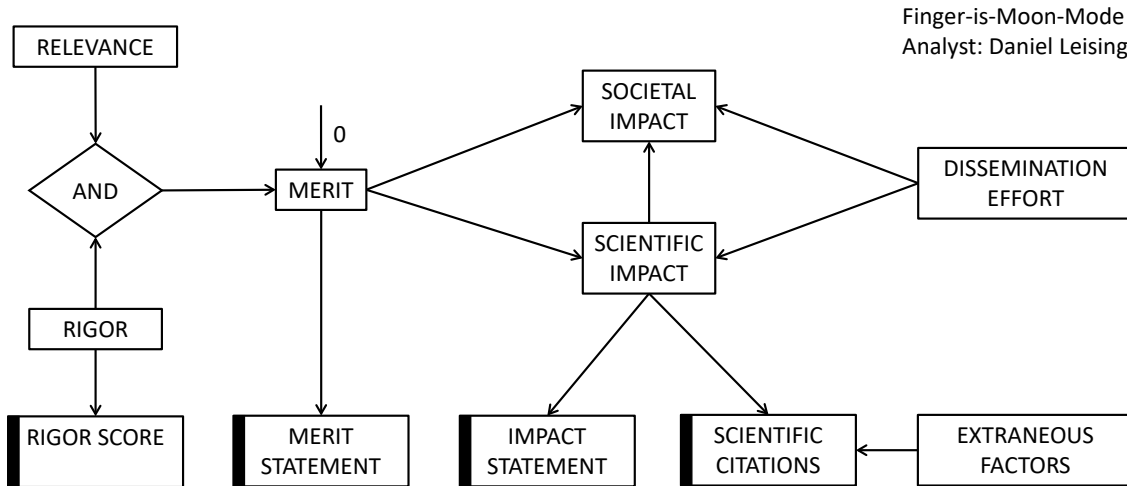 Finger-is-Moon-Mode
Analyst: Daniel Leising
RELEVANCE
SOCIETAL
IMPACT
0
AND
MERIT
DISSEMINATION
EFFORT
SCIENTIFIC
IMPACT
RIGOR
RIGOR SCORE
MERIT
STATEMENT
IMPACT
STATEMENT
SCIENTIFIC
CITATIONS
EXTRANEOUS
FACTORS